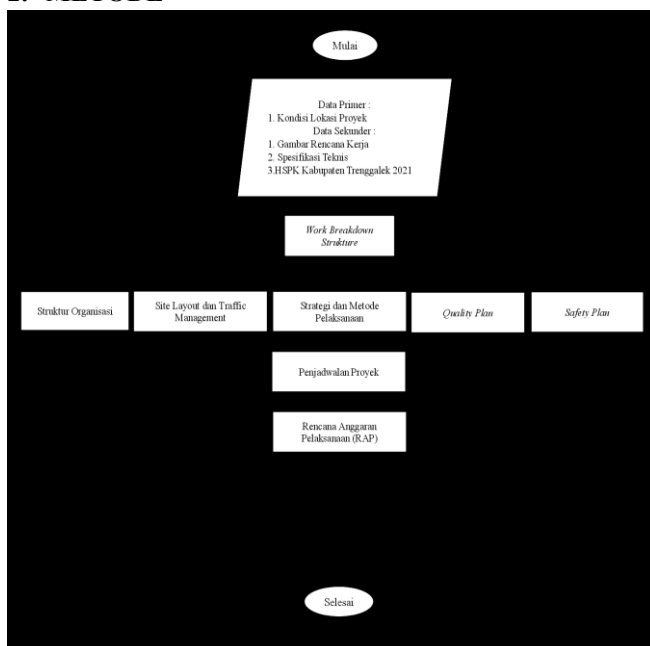 Mulai
Data Primer :
1. Kondisi Lokasi Proyek
Data Sekunder :
1. Gambar Rencana Kerja
2. Spesifikasi Teknis
3.HSPK Kabupaten Trenggalek 2021
Work Breakdown
Strukture
Struktur Organisasi
Site Layout dan Traffic
Management
Strategi dan Metode
Pelaksanaan
Quality Plan
Safety Plan
Penjadwalan Proyek
Rencana Anggaran
Pelaksanaan (RAP)
Selesai